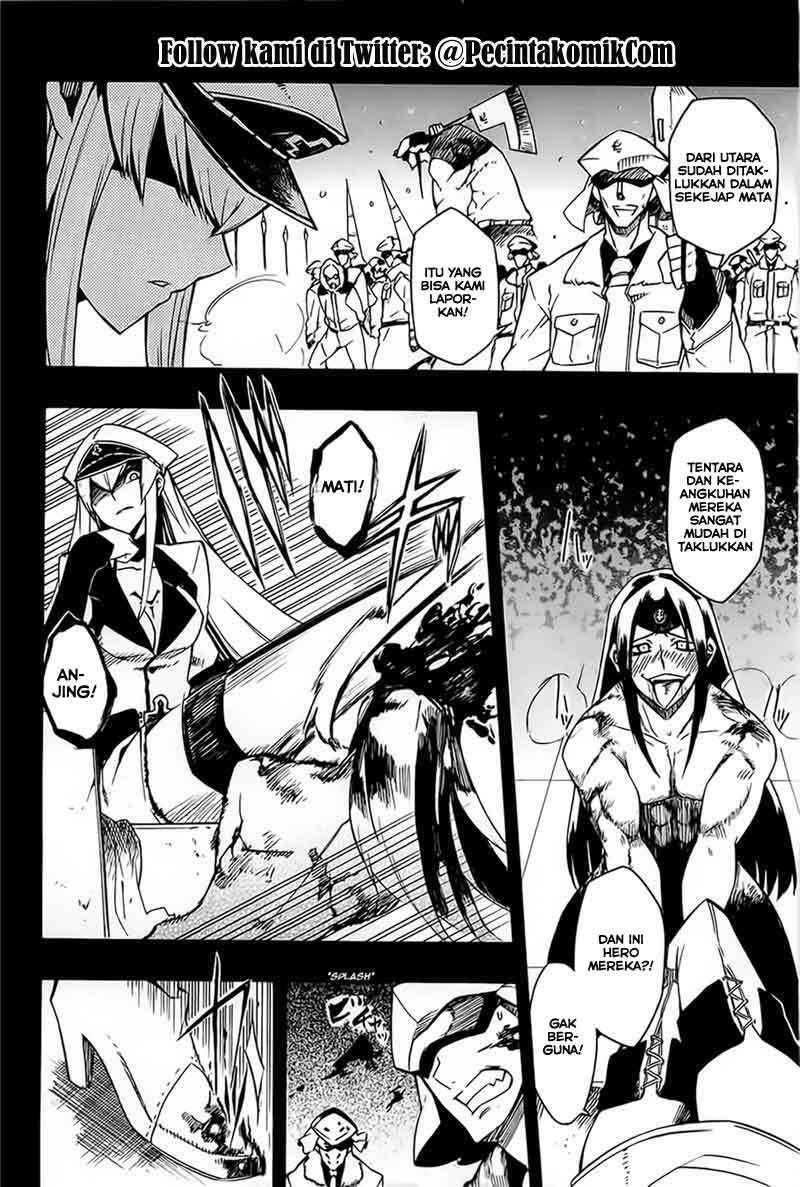 Follow kami di Twitter: @PecintakomikCom
DARI UTARA
SUDAH DITAK-
LUKKAN DALAM
SEKEJAP MATA
ITU YANG
BISA KAMI
LAPOR-
KAN!
TENTARA
DAN KE-
ANGKUHAN
MEREKA
SANGAT
MUDAH DI
TAKLUKKAN
DAN INI
HERO
MEREKA?!
GAK
BER-
GUNA!
MATI!
AN-
JING!
*SPLASH*